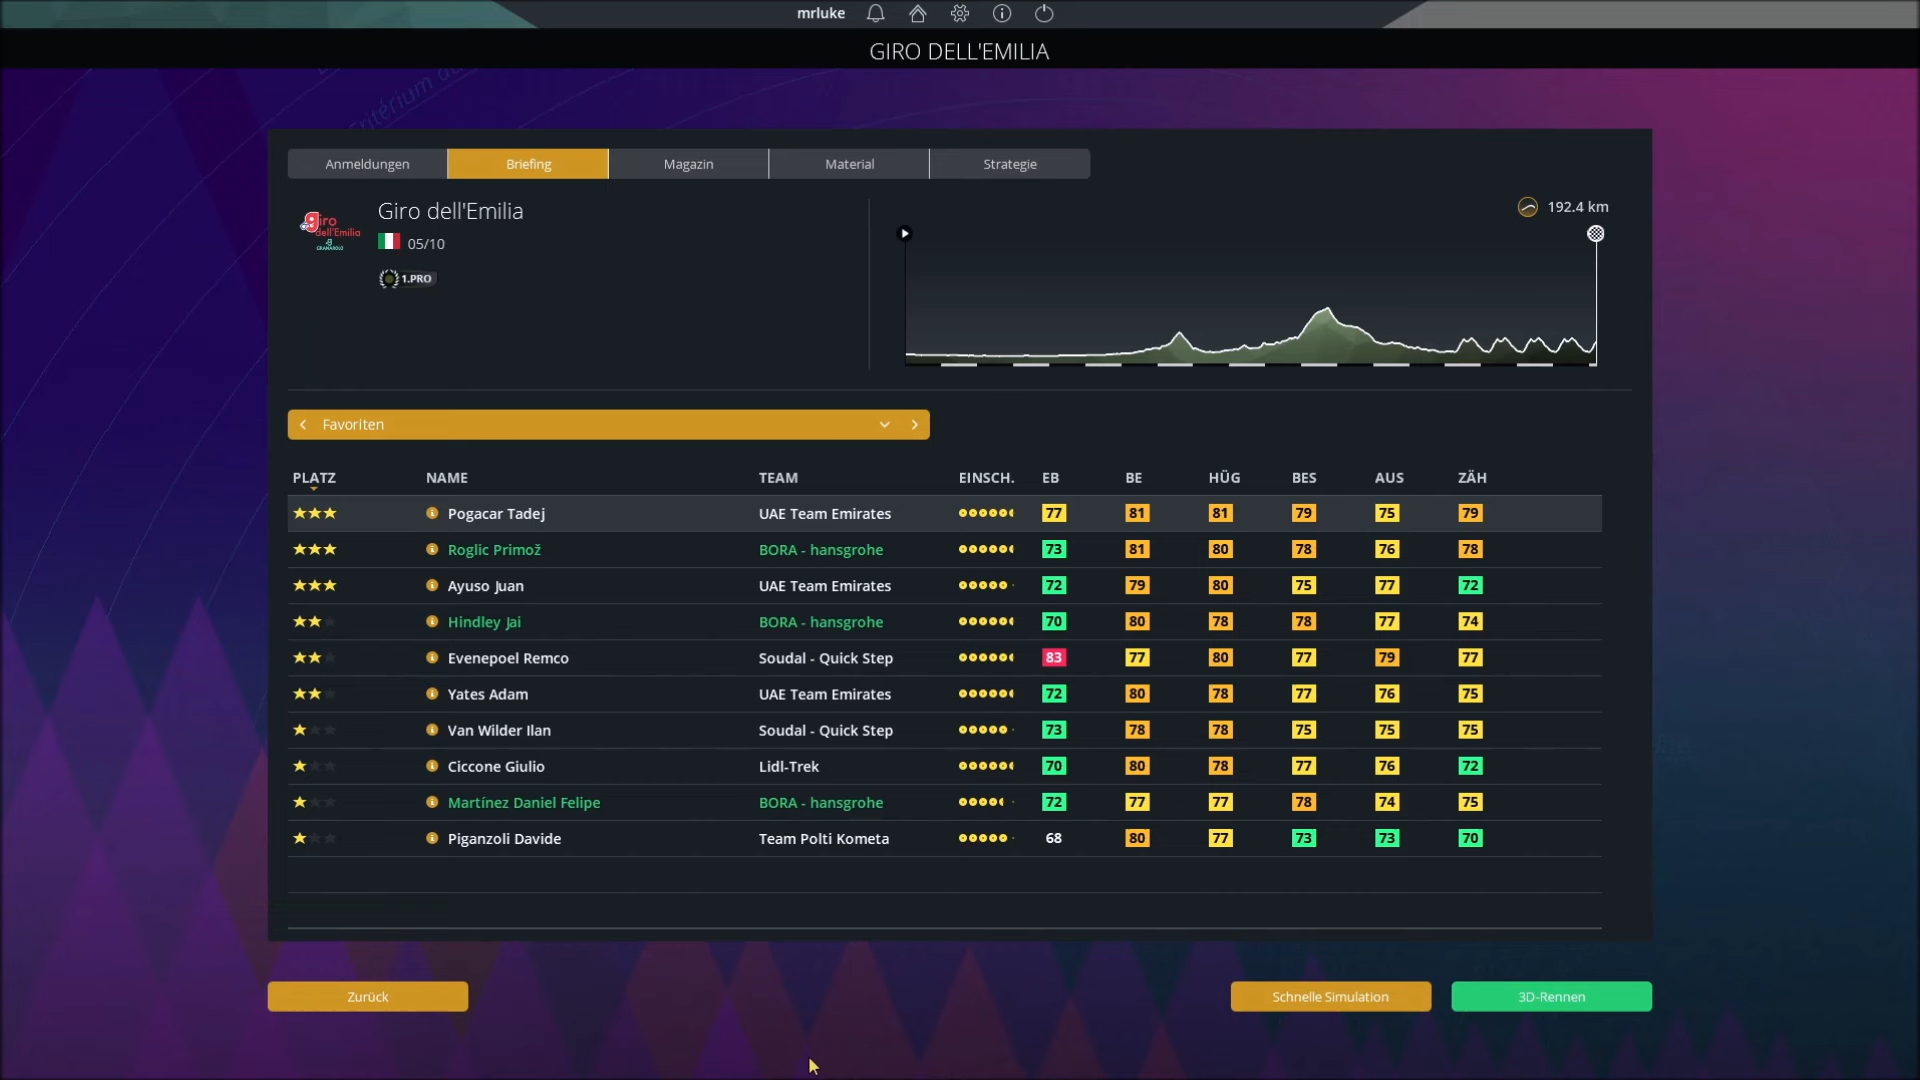 mrluke
GIRO DELL'EMILIA
Critérium du
Anmeldungen Briefing Magazin Material Strategie
giro
dell'Emilia
GRANAROLO
Giro dell'Emilia
05/10
1.PRO
192.4 km
Favoriten
PLATZ NAME TEAM EINSCH. EB BE HÜG BES AUS ZÄH
Pogacar Tadej UAE Team Emirates 77 81 81 79 75 79
Roglic Primož BORA - hansgrohe 73 81 80 78 76 78
Ayuso Juan UAE Team Emirates 72 79 80 75 77 72
Hindley Jai BORA - hansgrohe 70 80 78 78 77 74
Evenepoel Remco Soudal - Quick Step 83 77 80 77 79 77
Yates Adam UAE Team Emirates 72 80 78 77 76 75
Van Wilder Ilan Soudal - Quick Step 73 78 78 75 75 75
Ciccone Giulio Lidl-Trek 70 80 78 77 76 72
Martínez Daniel Felipe BORA - hansgrohe 72 77 77 78 74 75
Piganzoli Davide Team Polti Kometa 68 80 77 73 73 70
Zurück Schnelle Simulation 3D-Rennen